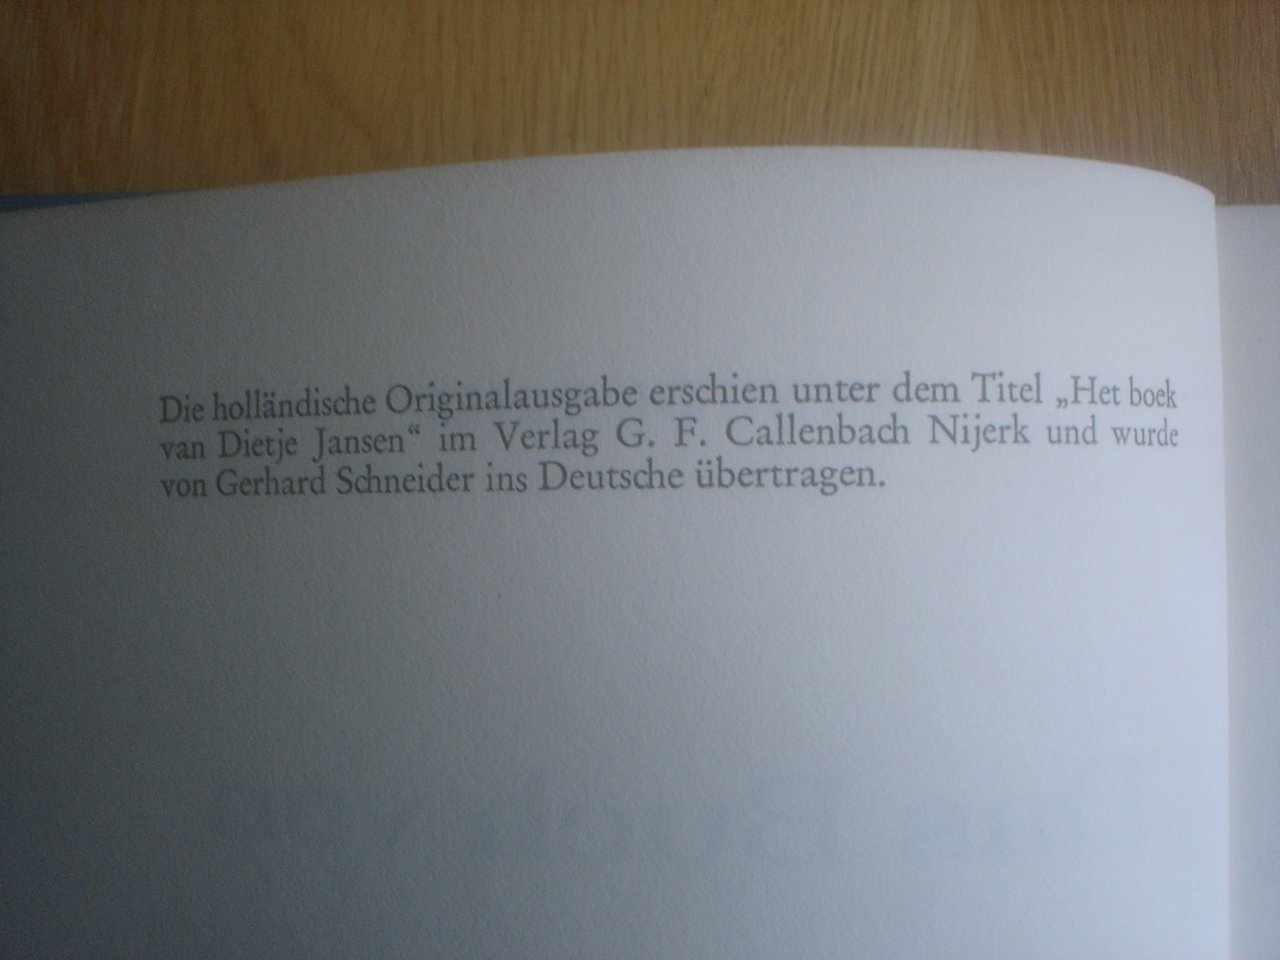 Die holländische Originalausgabe erschien unter dem Titel „Het boek
van Dietje Jansen“ im Verlag G. F. Callenbach Nijerk und wurde
von Gerhard Schneider ins Deutsche übertragen.